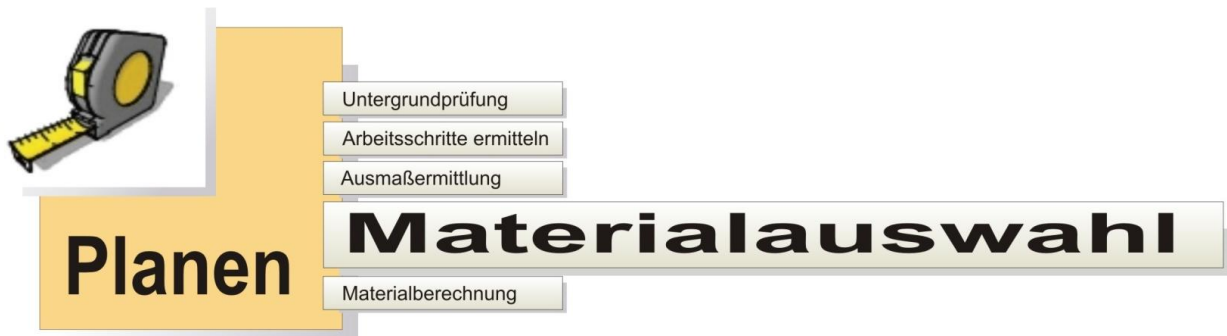 Untergrundprüfung
Arbeitsschritte ermitteln
Ausmaßermittlung
Materialauswahl
Planen
Materialberechnung